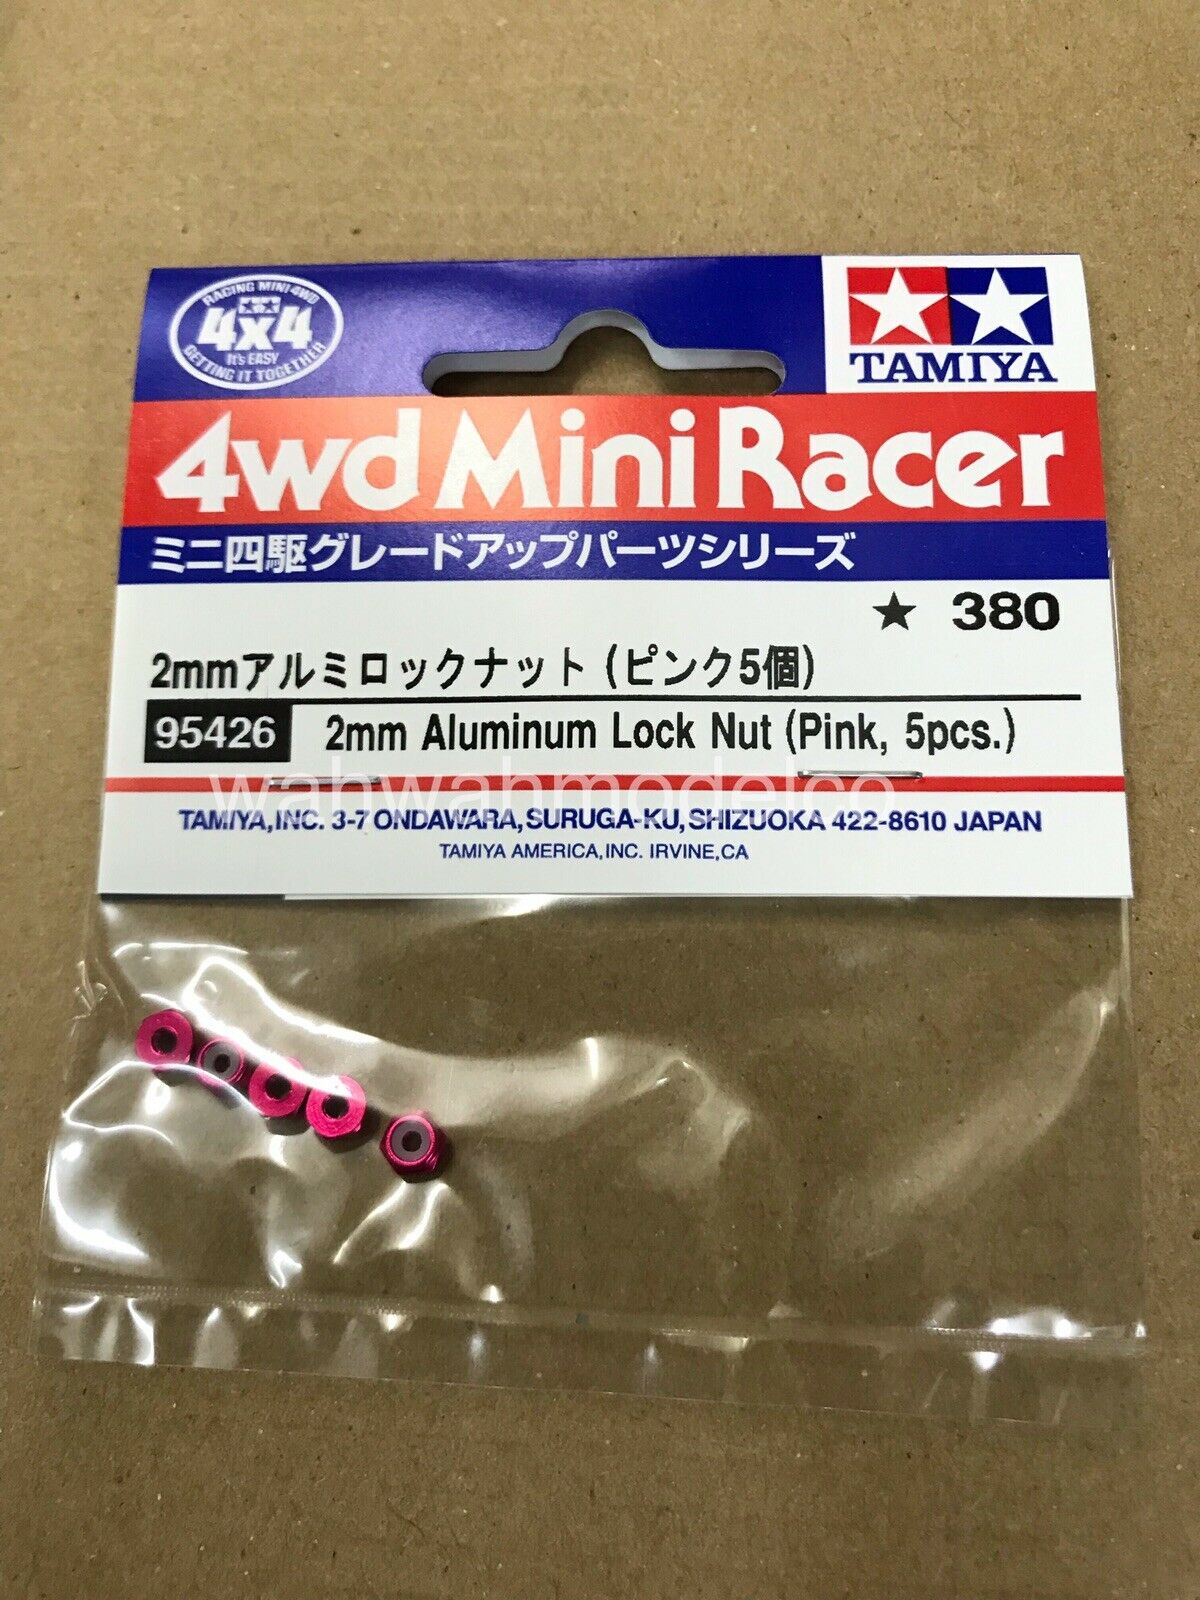 RACING MINI 4WD
4x4
It's EASY
GETTING IT TOGETHER
TAMIYA
4wd Mini Racer
ミニ四駆グレードアップパーツシリーズ
★ 380
2mmアルミロックナット (ピンク5個)
95426 2mm Aluminum Lock Nut (Pink, 5pcs.)
wahwahmodelco
TAMIYA, INC. 3-7 ONDAWARA, SURUGA-KU, SHIZUOKA 422-8610 JAPAN
TAMIYA AMERICA, INC. IRVINE, CA